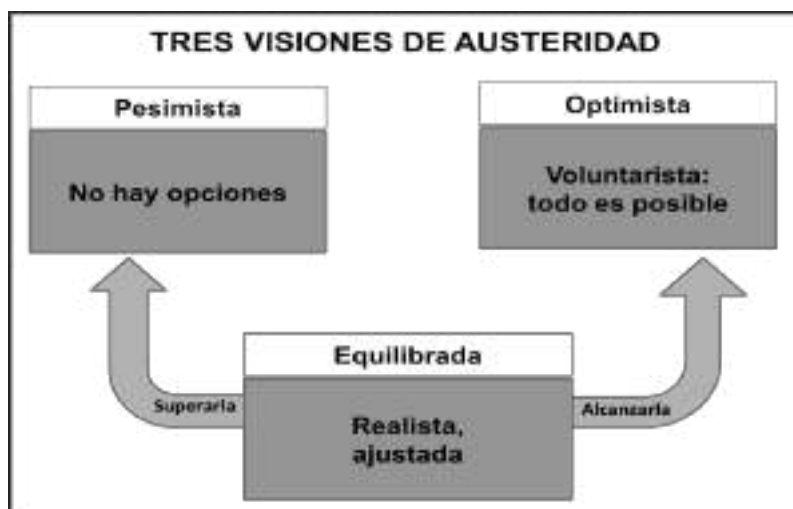 TRES VISIONES DE AUSTERIDAD
Pesimista
No hay opciones
Optimista
Voluntarista:
todo es posible
Equilibrada
Realista,
ajustada
Superarla
Alcanzarla